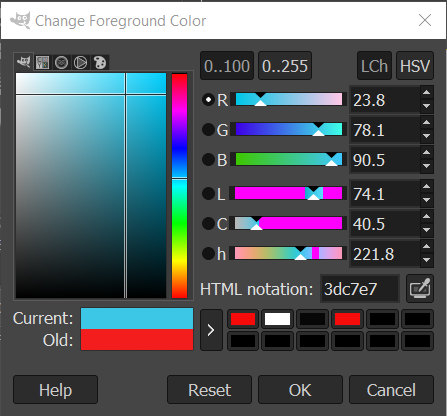 Change Foreground Color
0..100 0..255 LCh HSV
R 23.8
G 78.1
B 90.5
L 74.1
C 40.5
h 221.8
HTML notation: 3dc7e7
Current:
Old:
Help Reset OK Cancel